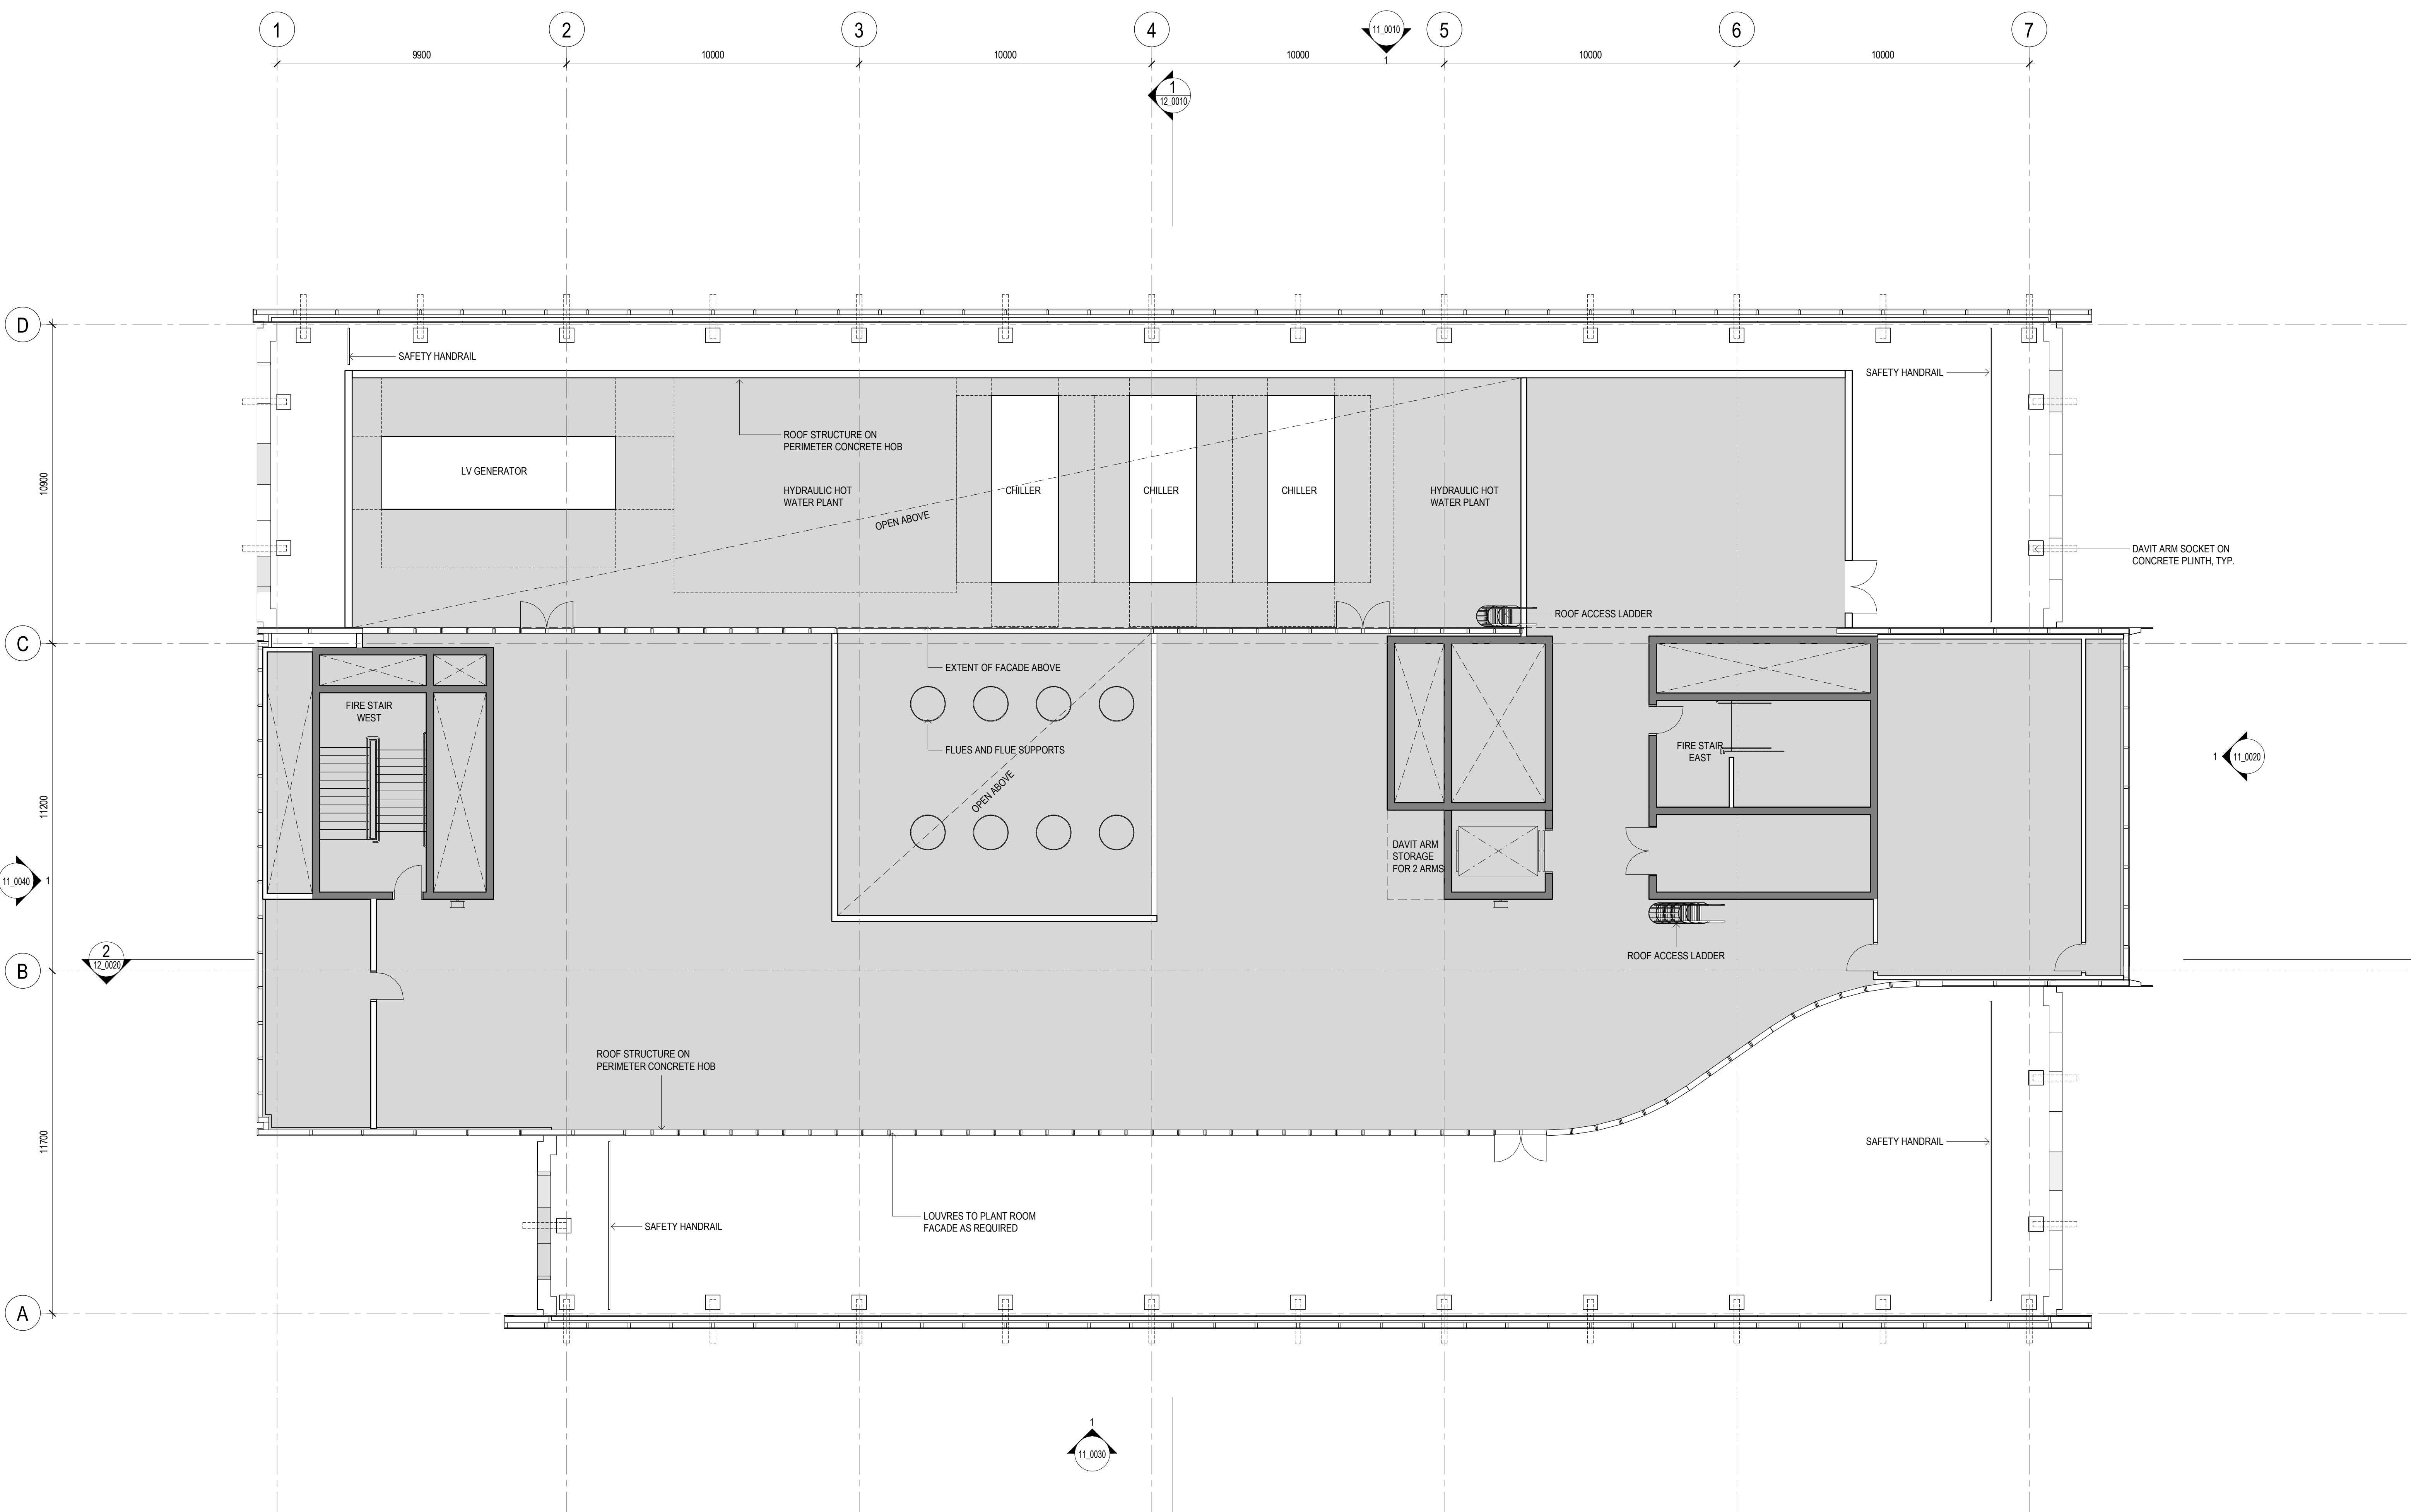 1
2
3
4
11_0010
1
5
6
7
9900
10000
10000
10000
10000
10000
1
12_0010
D
SAFETY HANDRAIL
SAFETY HANDRAIL
ROOF STRUCTURE ON
PERIMETER CONCRETE HOB
LV GENERATOR
HYDRAULIC HOT
WATER PLANT
CHILLER
CHILLER
CHILLER
HYDRAULIC HOT
WATER PLANT
10900
OPEN ABOVE
DAVIT ARM SOCKET ON
CONCRETE PLINTH, TYP.
ROOF ACCESS LADDER
C
EXTENT OF FACADE ABOVE
FIRE STAIR
WEST
FLUES AND FLUE SUPPORTS
FIRE STAIR
EAST
1
11_0020
OPEN ABOVE
11200
DAVIT ARM
STORAGE
FOR 2 ARMS
11_0040
1
2
12_0020
ROOF ACCESS LADDER
B
ROOF STRUCTURE ON
PERIMETER CONCRETE HOB
11700
SAFETY HANDRAIL
LOUVRES TO PLANT ROOM
FACADE AS REQUIRED
SAFETY HANDRAIL
A
1
11_0030